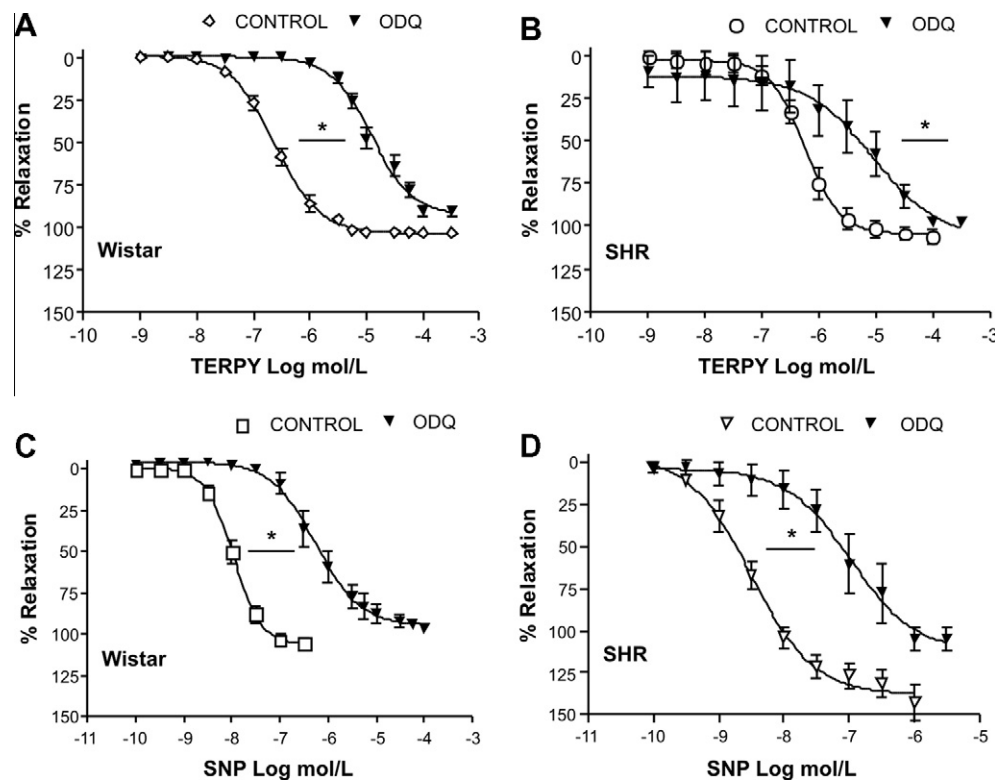 A
CONTROL ODQ
0
25
50
75
100
125
150
% Relaxation
*
Wistar
-10 -9 -8 -7 -6 -5 -4 -3
TERPY Log mol/L
B
CONTROL ODQ
0
25
50
75
100
125
150
% Relaxation
*
SHR
-10 -9 -8 -7 -6 -5 -4 -3
TERPY Log mol/L
C
CONTROL ODQ
0
25
50
75
100
125
150
% Relaxation
*
Wistar
-11 -10 -9 -8 -7 -6 -5 -4 -3
SNP Log mol/L
D
CONTROL ODQ
0
25
50
75
100
125
150
% Relaxation
*
SHR
-11 -10 -9 -8 -7 -6 -5
SNP Log mol/L